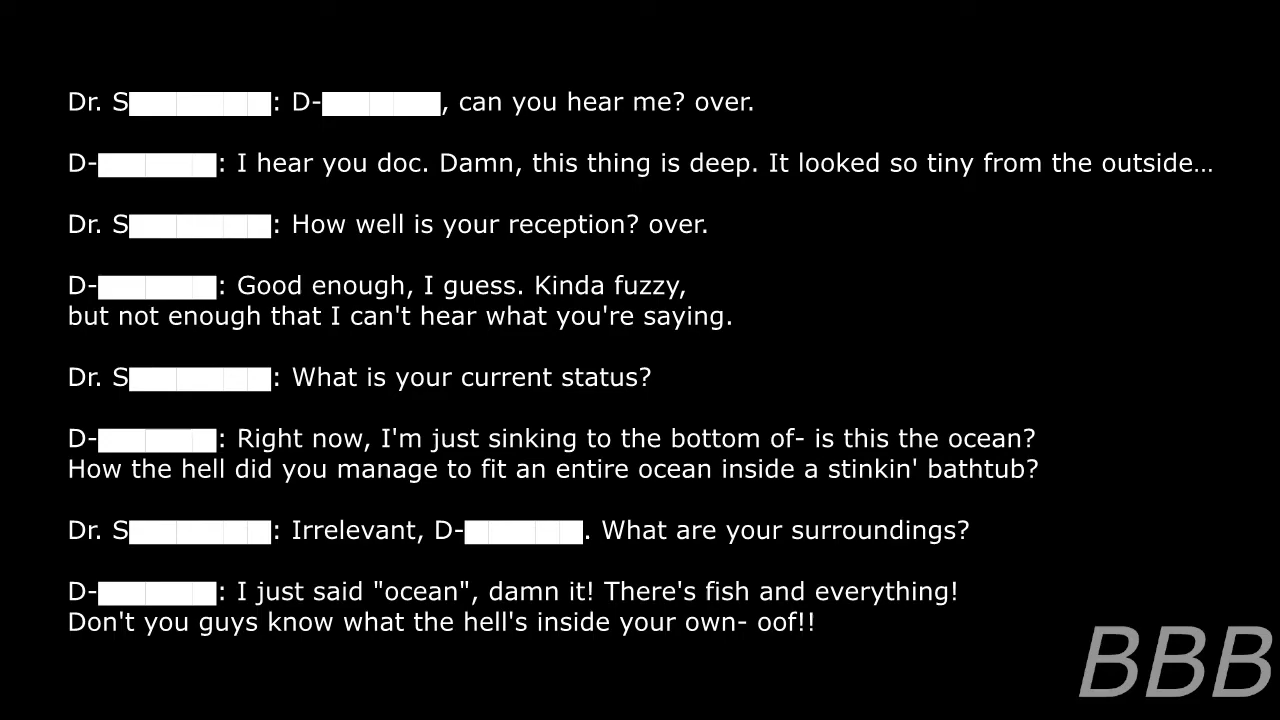 Dr. S██████: D-█████, can you hear me? over.
D-█████: I hear you doc. Damn, this thing is deep. It looked so tiny from the outside…
Dr. S██████: How well is your reception? over.
D-█████: Good enough, I guess. Kinda fuzzy,
but not enough that I can't hear what you're saying.
Dr. S██████: What is your current status?
D-█████: Right now, I'm just sinking to the bottom of- is this the ocean?
How the hell did you manage to fit an entire ocean inside a stinkin' bathtub?
Dr. S██████: Irrelevant, D-█████. What are your surroundings?
D-█████: I just said "ocean", damn it! There's fish and everything!
Don't you guys know what the hell's inside your own- oof!!
BBB